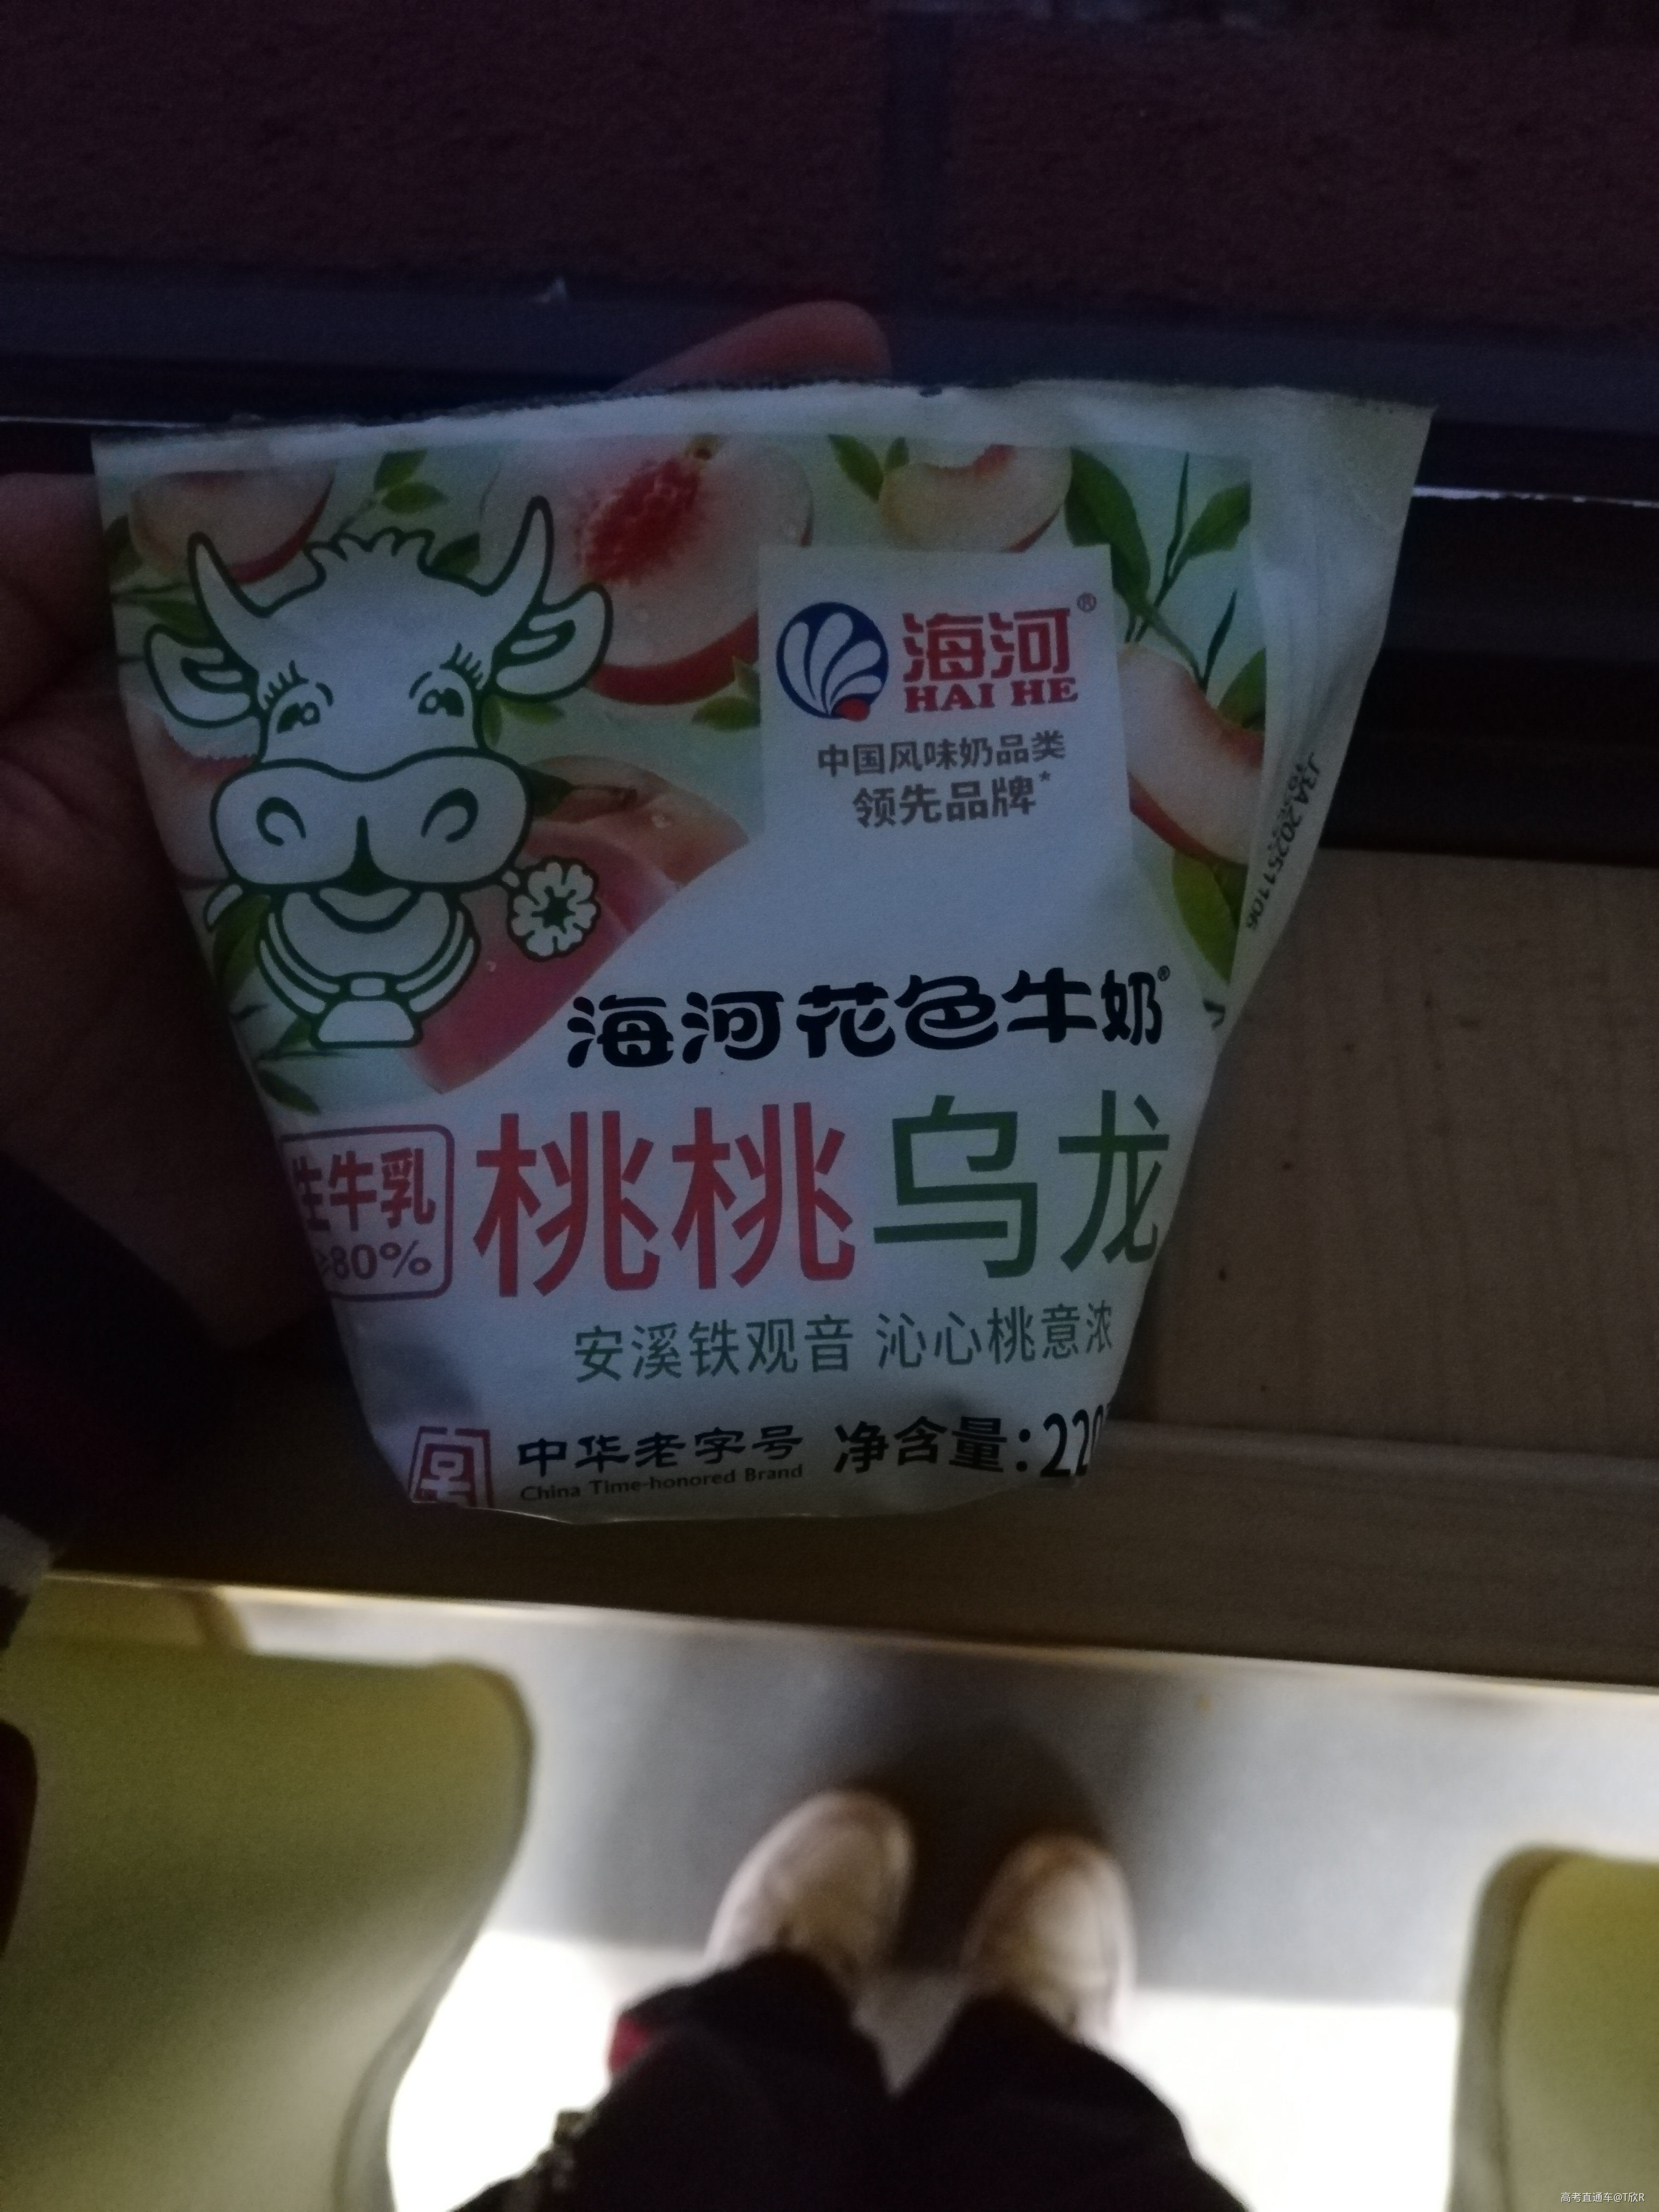 海河®
HAI HE
中国风味奶品类
领先品牌*
海河花色牛奶®
生牛乳
≥80%
桃桃乌龙
安溪铁观音 沁心桃意浓
中华老字号
China Time-honored Brand
净含量：220
J3A 20251106
高考直通车@T欣R